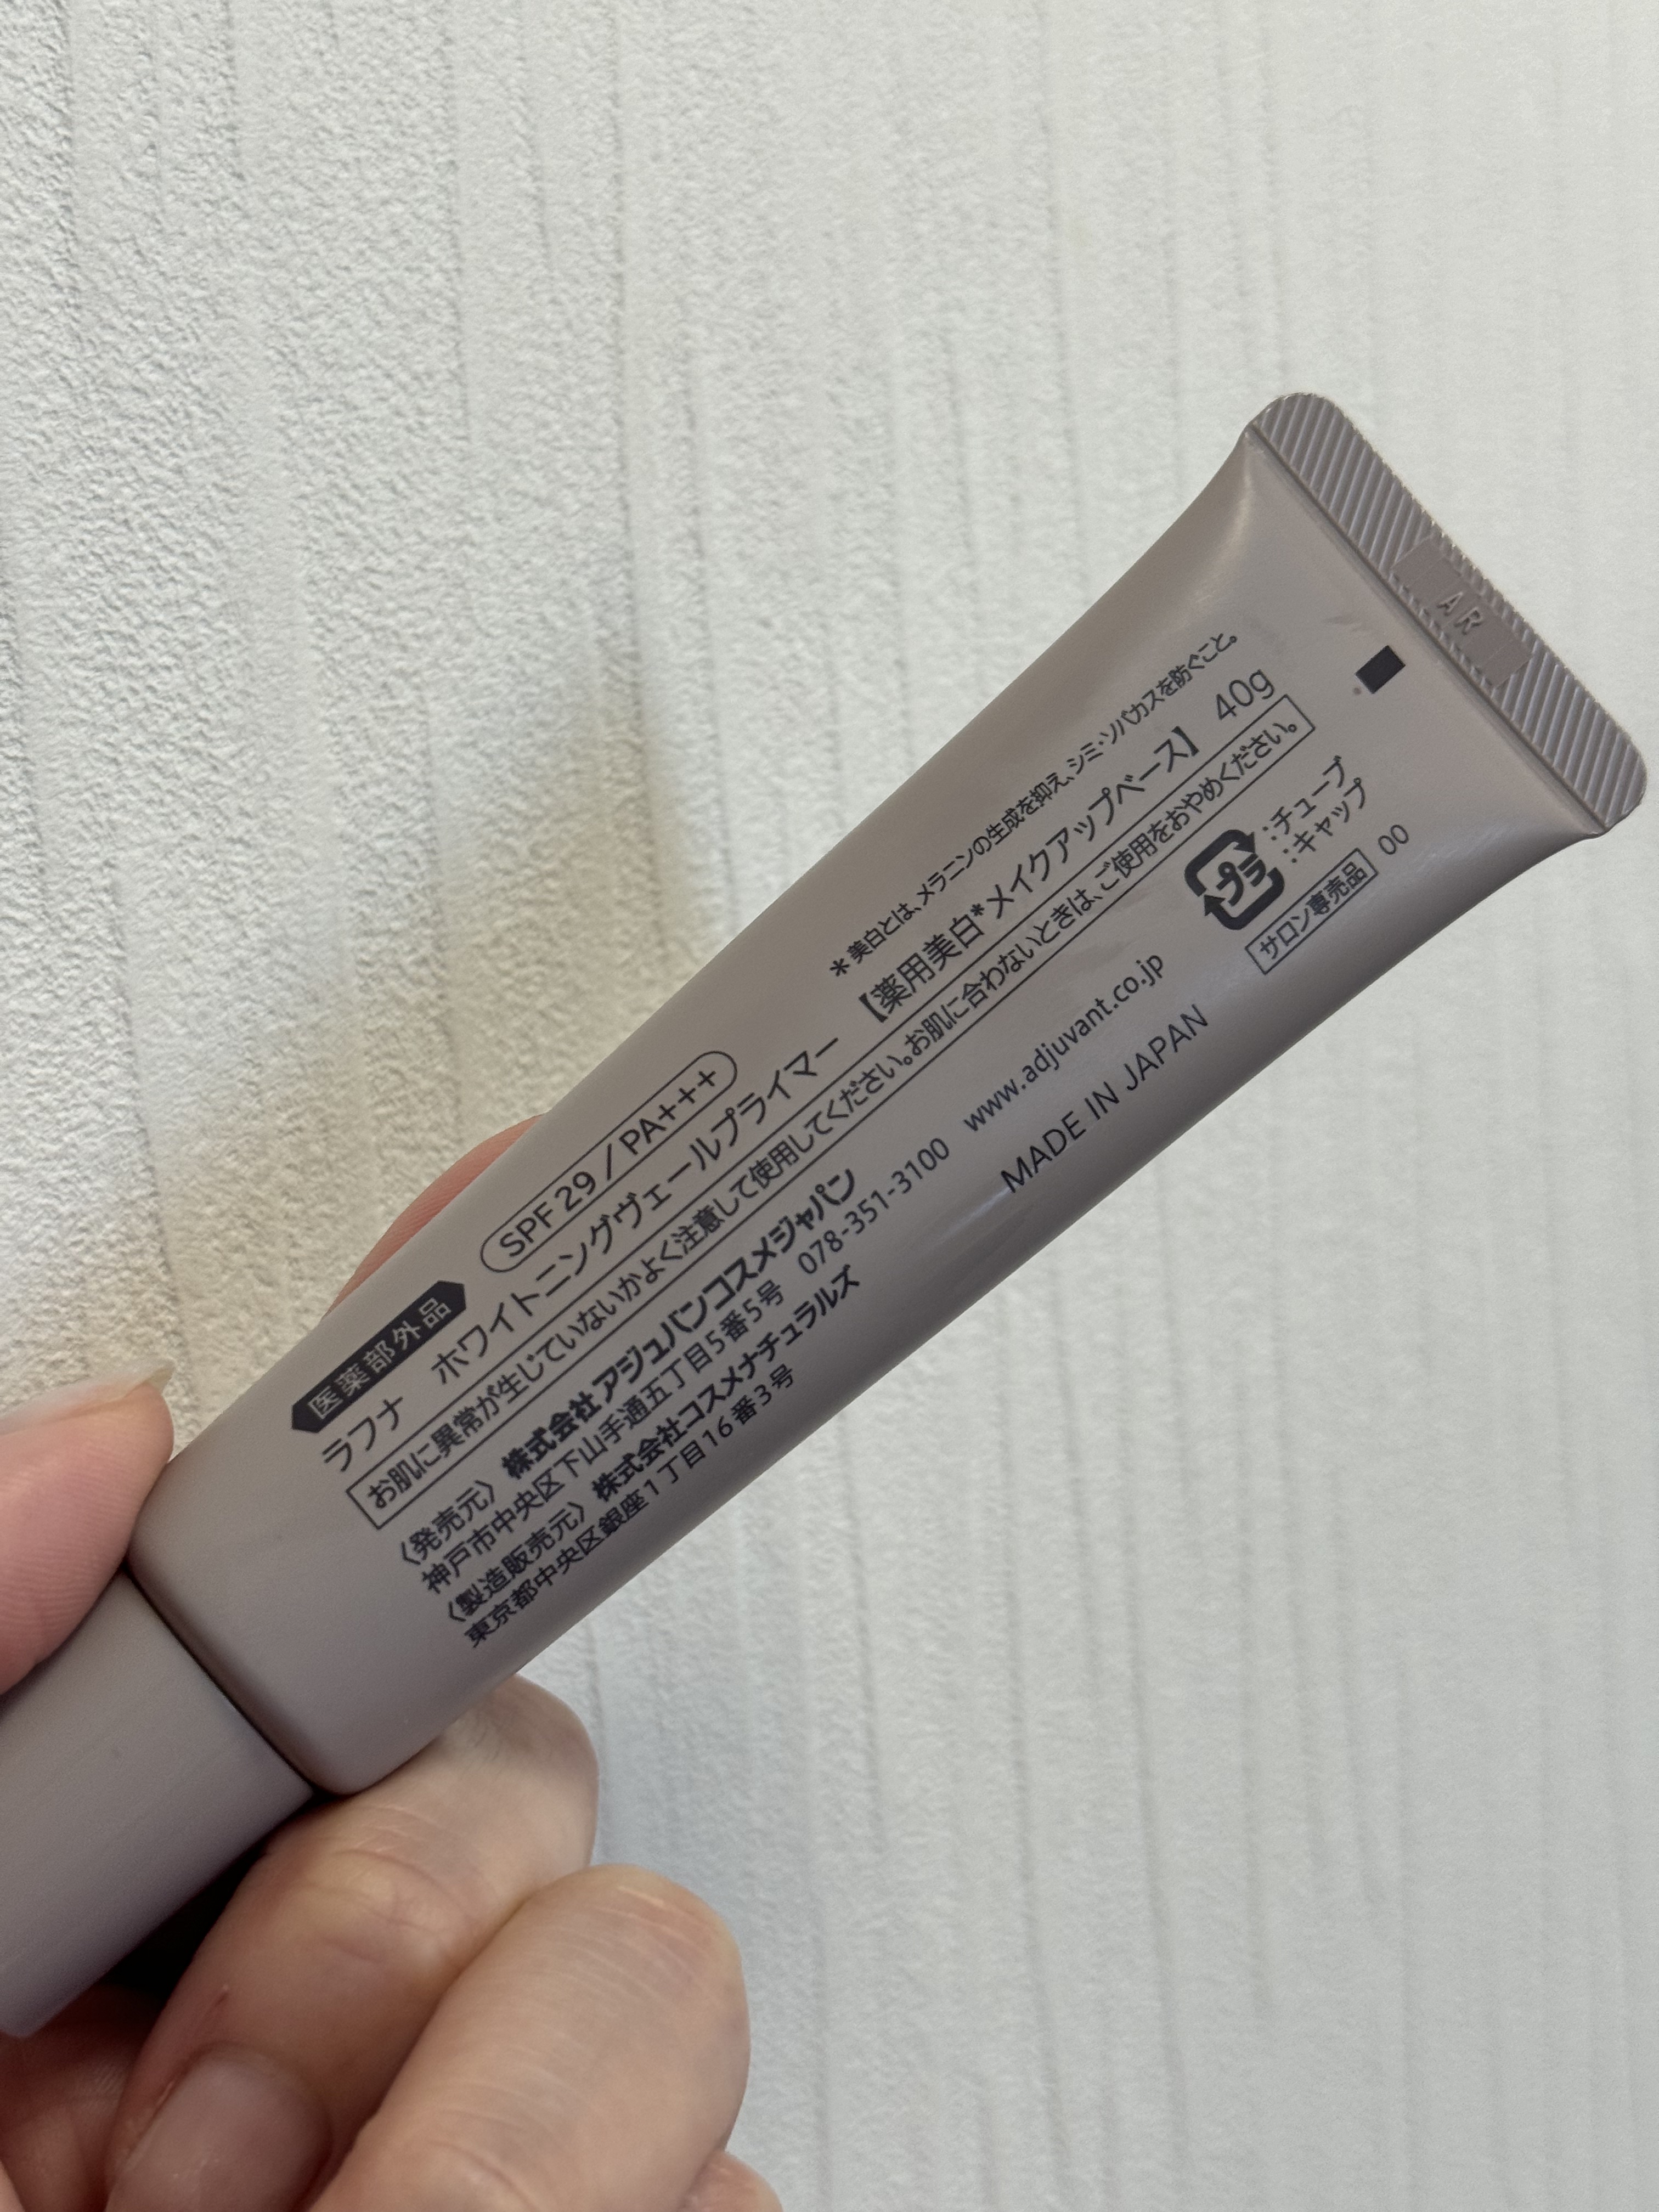 医薬部外品 SPF29/PA+++
*美白とは、メラニンの生成を抑え、シミ・ソバカスを防ぐこと。
ラフナ ホワイトニングヴェールプライマー 【薬用美白*メイクアップベース】 40g
お肌に異常が生じていないかよく注意して使用してください。お肌に合わないときは、ご使用をおやめください。
〈発売元〉株式会社アジュバンコスメジャパン
神戸市中央区下山手通五丁目5番5号 078-351-3100 www.adjuvant.co.jp
〈製造販売元〉株式会社コスメナチュラルズ
東京都中央区銀座1丁目16番3号
MADE IN JAPAN
プラ
:チューブ
:キャップ
サロン専売品 00
AR